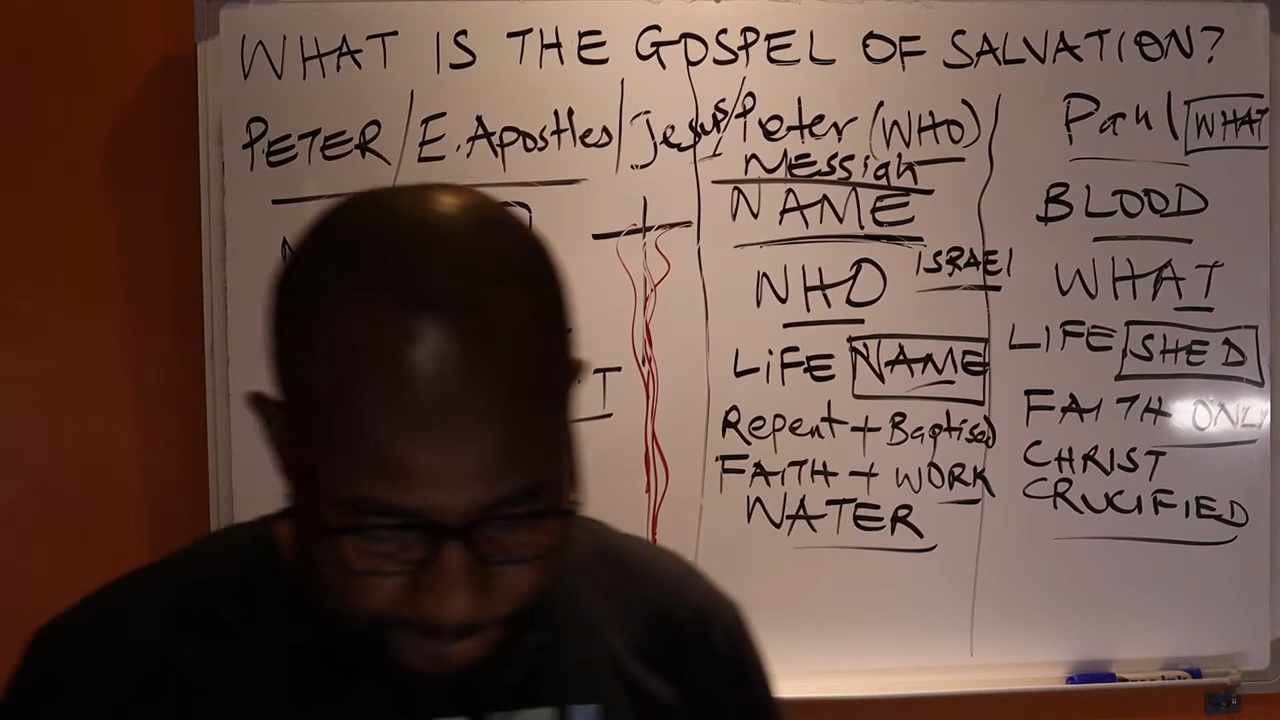 WHAT IS THE GOSPEL OF SALVATION?
PETER/E.Apostles/Jesus/
Peter (WHO)
MESSiah
NAME
WHO ISRAEL
LiFE NAME
Repent + Baptised
FAITH + WORK
WATER
Paul WHAT
BLOOD
WHAT
LIFE SHED
FAITH ONLY
CHRIST
CRUCIFIED